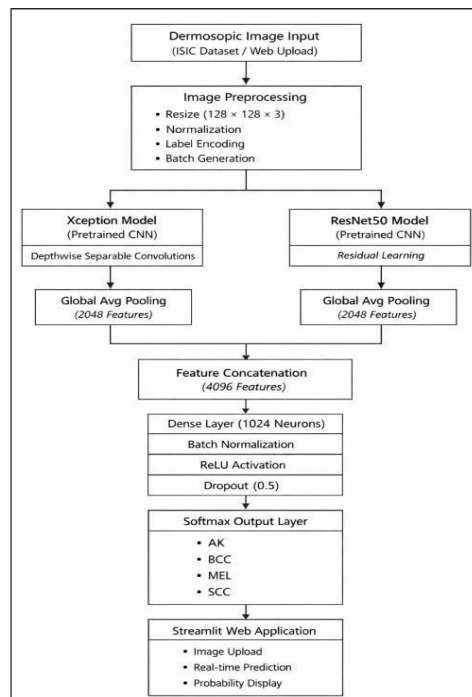 Dermosopic Image Input
(ISIC Dataset / Web Upload)
Image Preprocessing
• Resize (128 × 128 × 3)
• Normalization
• Label Encoding
• Batch Generation
Xception Model
(Pretrained CNN)
Depthwise Separable Convolutions
ResNet50 Model
(Pretrained CNN)
Residual Learning
Global Avg Pooling
(2048 Features)
Global Avg Pooling
(2048 Features)
Feature Concatenation
(4096 Features)
Dense Layer (1024 Neurons)
Batch Normalization
ReLU Activation
Dropout (0.5)
Softmax Output Layer
• AK
• BCC
• MEL
• SCC
Streamlit Web Application
• Image Upload
• Real-time Prediction
• Probability Display